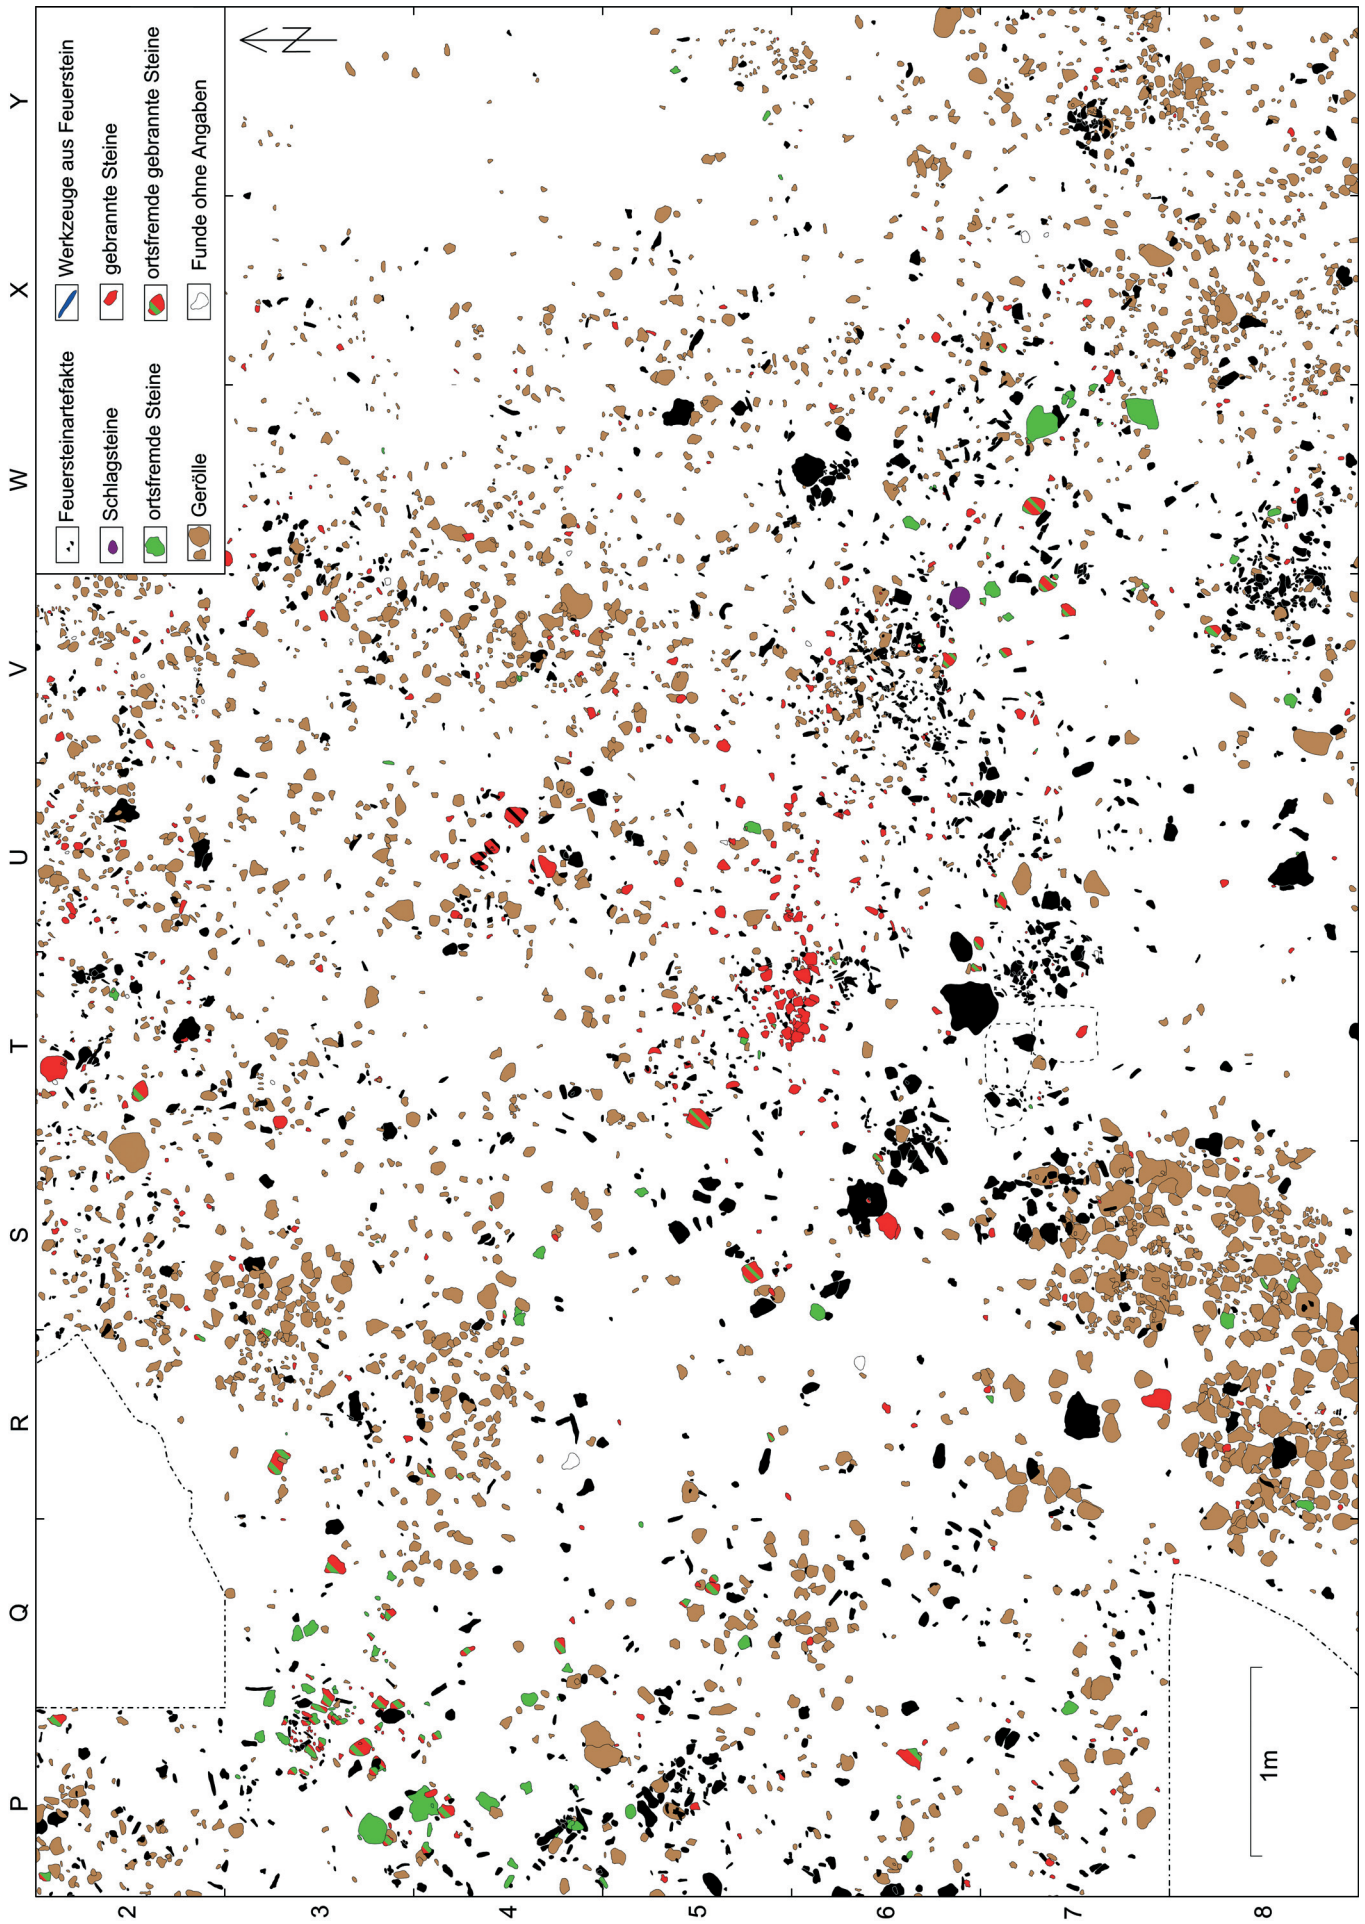 Feuersteinartefakte
Werkzeuge aus Feuerstein
Schlagsteine
gebrannte Steine
ortsfremde Steine
ortsfremde gebrannte Steine
Gerölle
Funde ohne Angaben
N
P Q R S T U V W X Y
2
3
4
5
6
7
8
1m